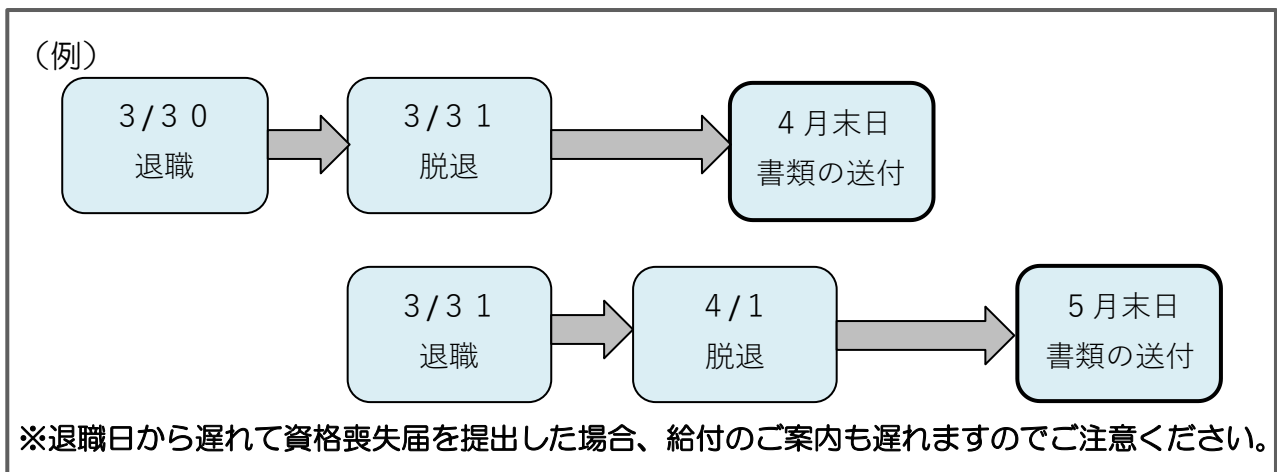 （例）
3/30
退職
3/31
脱退
4月末日
書類の送付
3/31
退職
4/1
脱退
5月末日
書類の送付
※退職日から遅れて資格喪失届を提出した場合、給付のご案内も遅れますのでご注意ください。